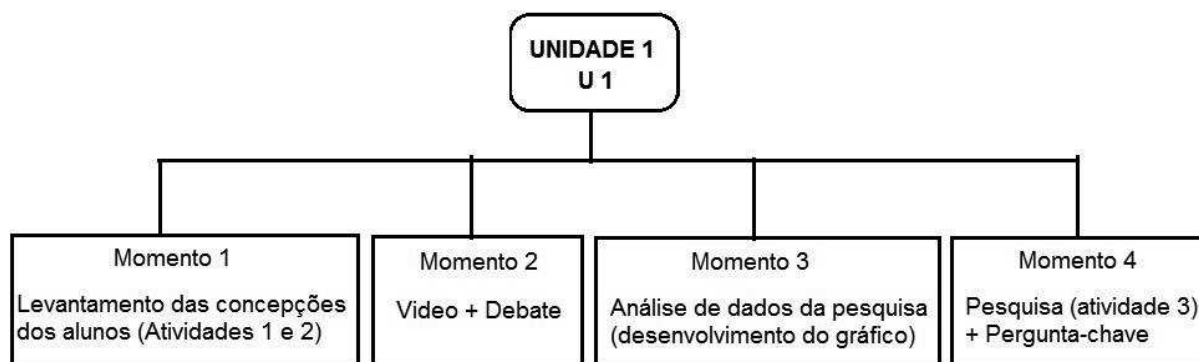 UNIDADE 1
U 1
Momento 1
Levantamento das concepções
dos alunos (Atividades 1 e 2)
Momento 2
Video + Debate
Momento 3
Análise de dados da pesquisa
(desenvolvimento do gráfico)
Momento 4
Pesquisa (atividade 3)
+ Pergunta-chave